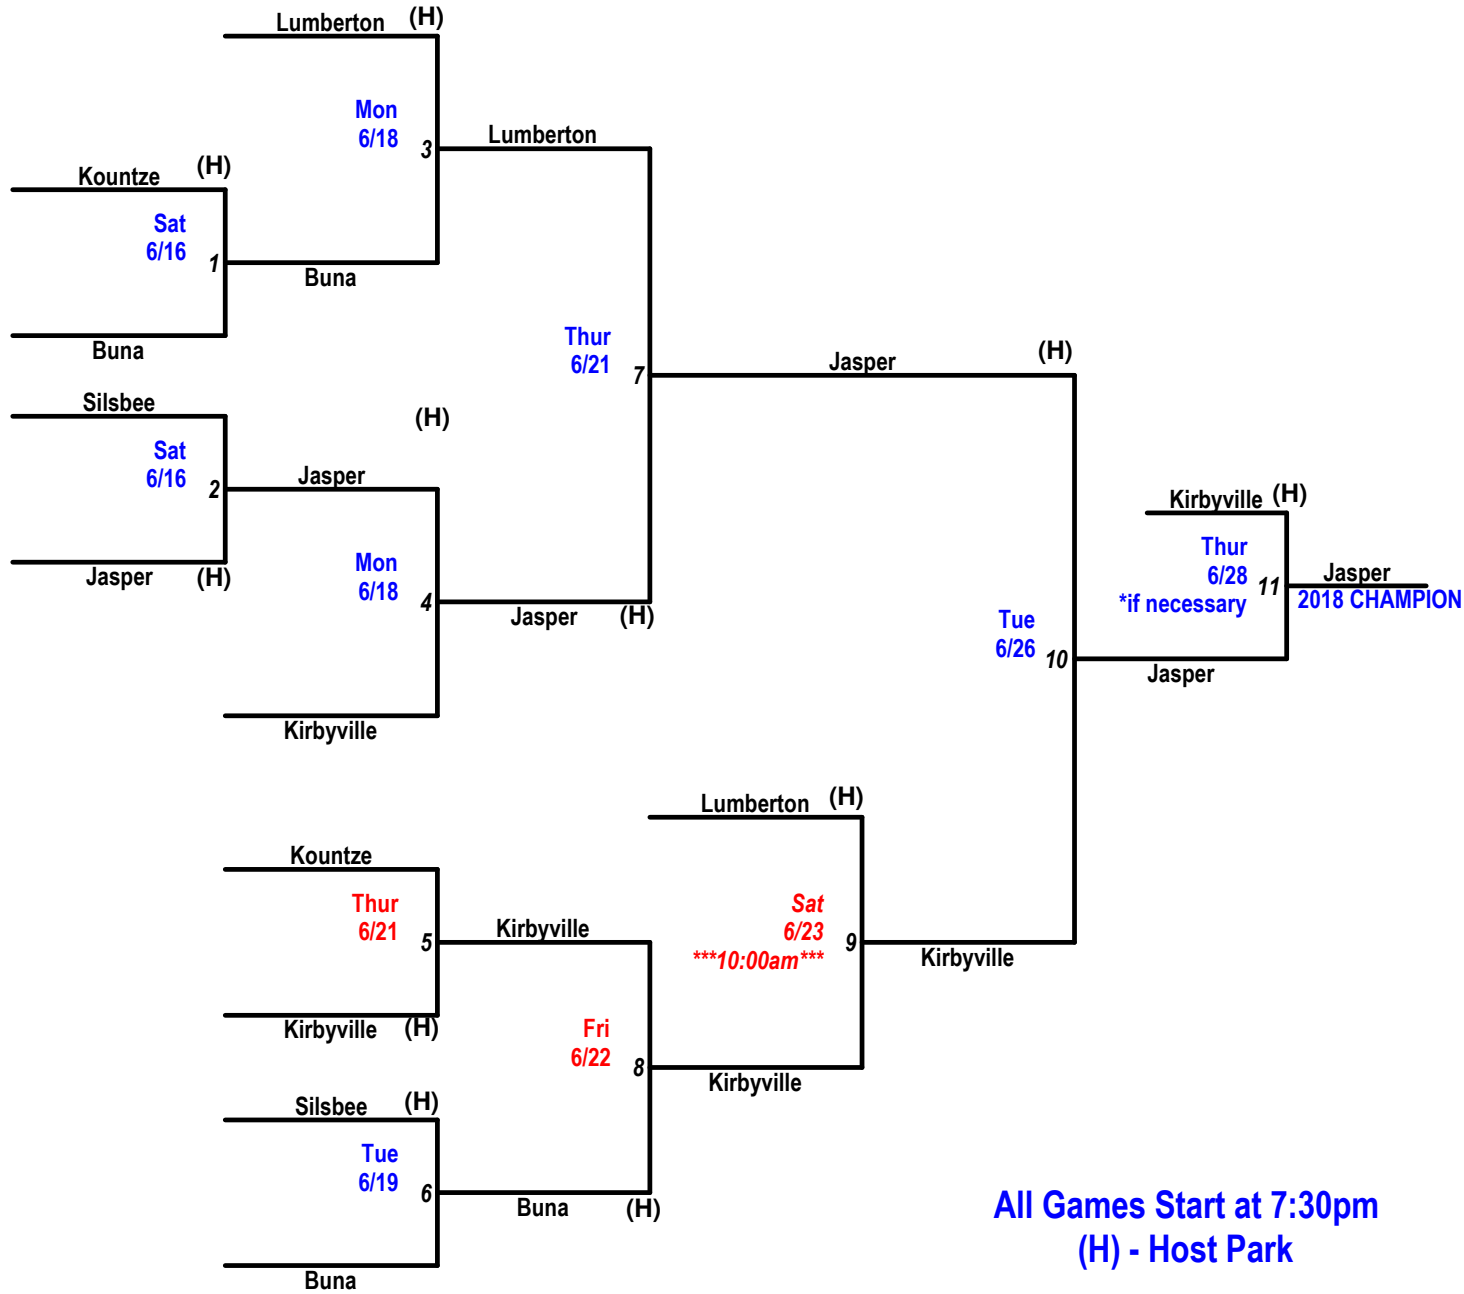 Lumberton (H)
Mon
6/18 3
Lumberton
Kountze (H)
Sat
6/16 1
Buna
Buna
Thur
6/21 7
Jasper (H)
Silsbee
(H)
Sat
6/16 2
Jasper
Jasper (H)
Mon
6/18 4
Jasper (H)
Kirbyville
Kirbyville (H)
Thur
6/28
*if necessary 11
Jasper
2018 CHAMPION
Tue
6/26 10
Jasper
Lumberton (H)
Kountze
Thur
6/21 5
Kirbyville
Kirbyville (H)
Sat
6/23
***10:00am*** 9
Kirbyville
Fri
6/22 8
Kirbyville
Silsbee (H)
Tue
6/19 6
Buna (H)
Buna
All Games Start at 7:30pm
(H) - Host Park